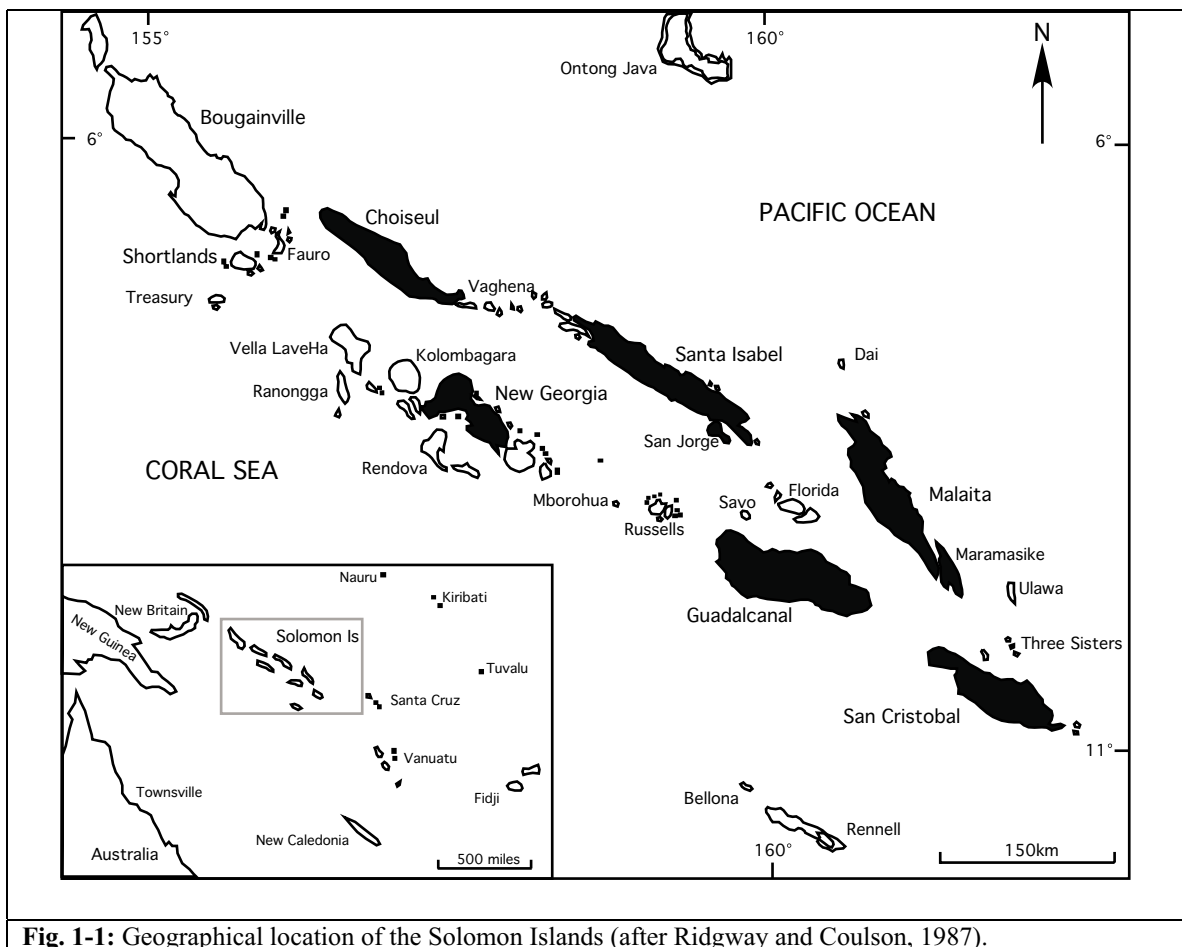 155°
160°
N
Ontong Java
Bougainville
6°
6°
PACIFIC OCEAN
Choiseul
Shortlands
Fauro
Treasury
Vaghena
Vella LaveHa
Kolombagara
Santa Isabel
Dai
Ranongga
New Georgia
San Jorge
CORAL SEA
Rendova
Mborohua
Savo
Florida
Malaita
Russells
Maramasike
Guadalcanal
Ulawa
Three Sisters
San Cristobal
11°
Bellona
Rennell
160°
150km
Nauru
New Britain
Kiribati
New Guinea
Solomon Is
Tuvalu
Santa Cruz
Vanuatu
Townsville
Fidji
New Caledonia
Australia
500 miles
Fig. 1-1: Geographical location of the Solomon Islands (after Ridgway and Coulson, 1987).